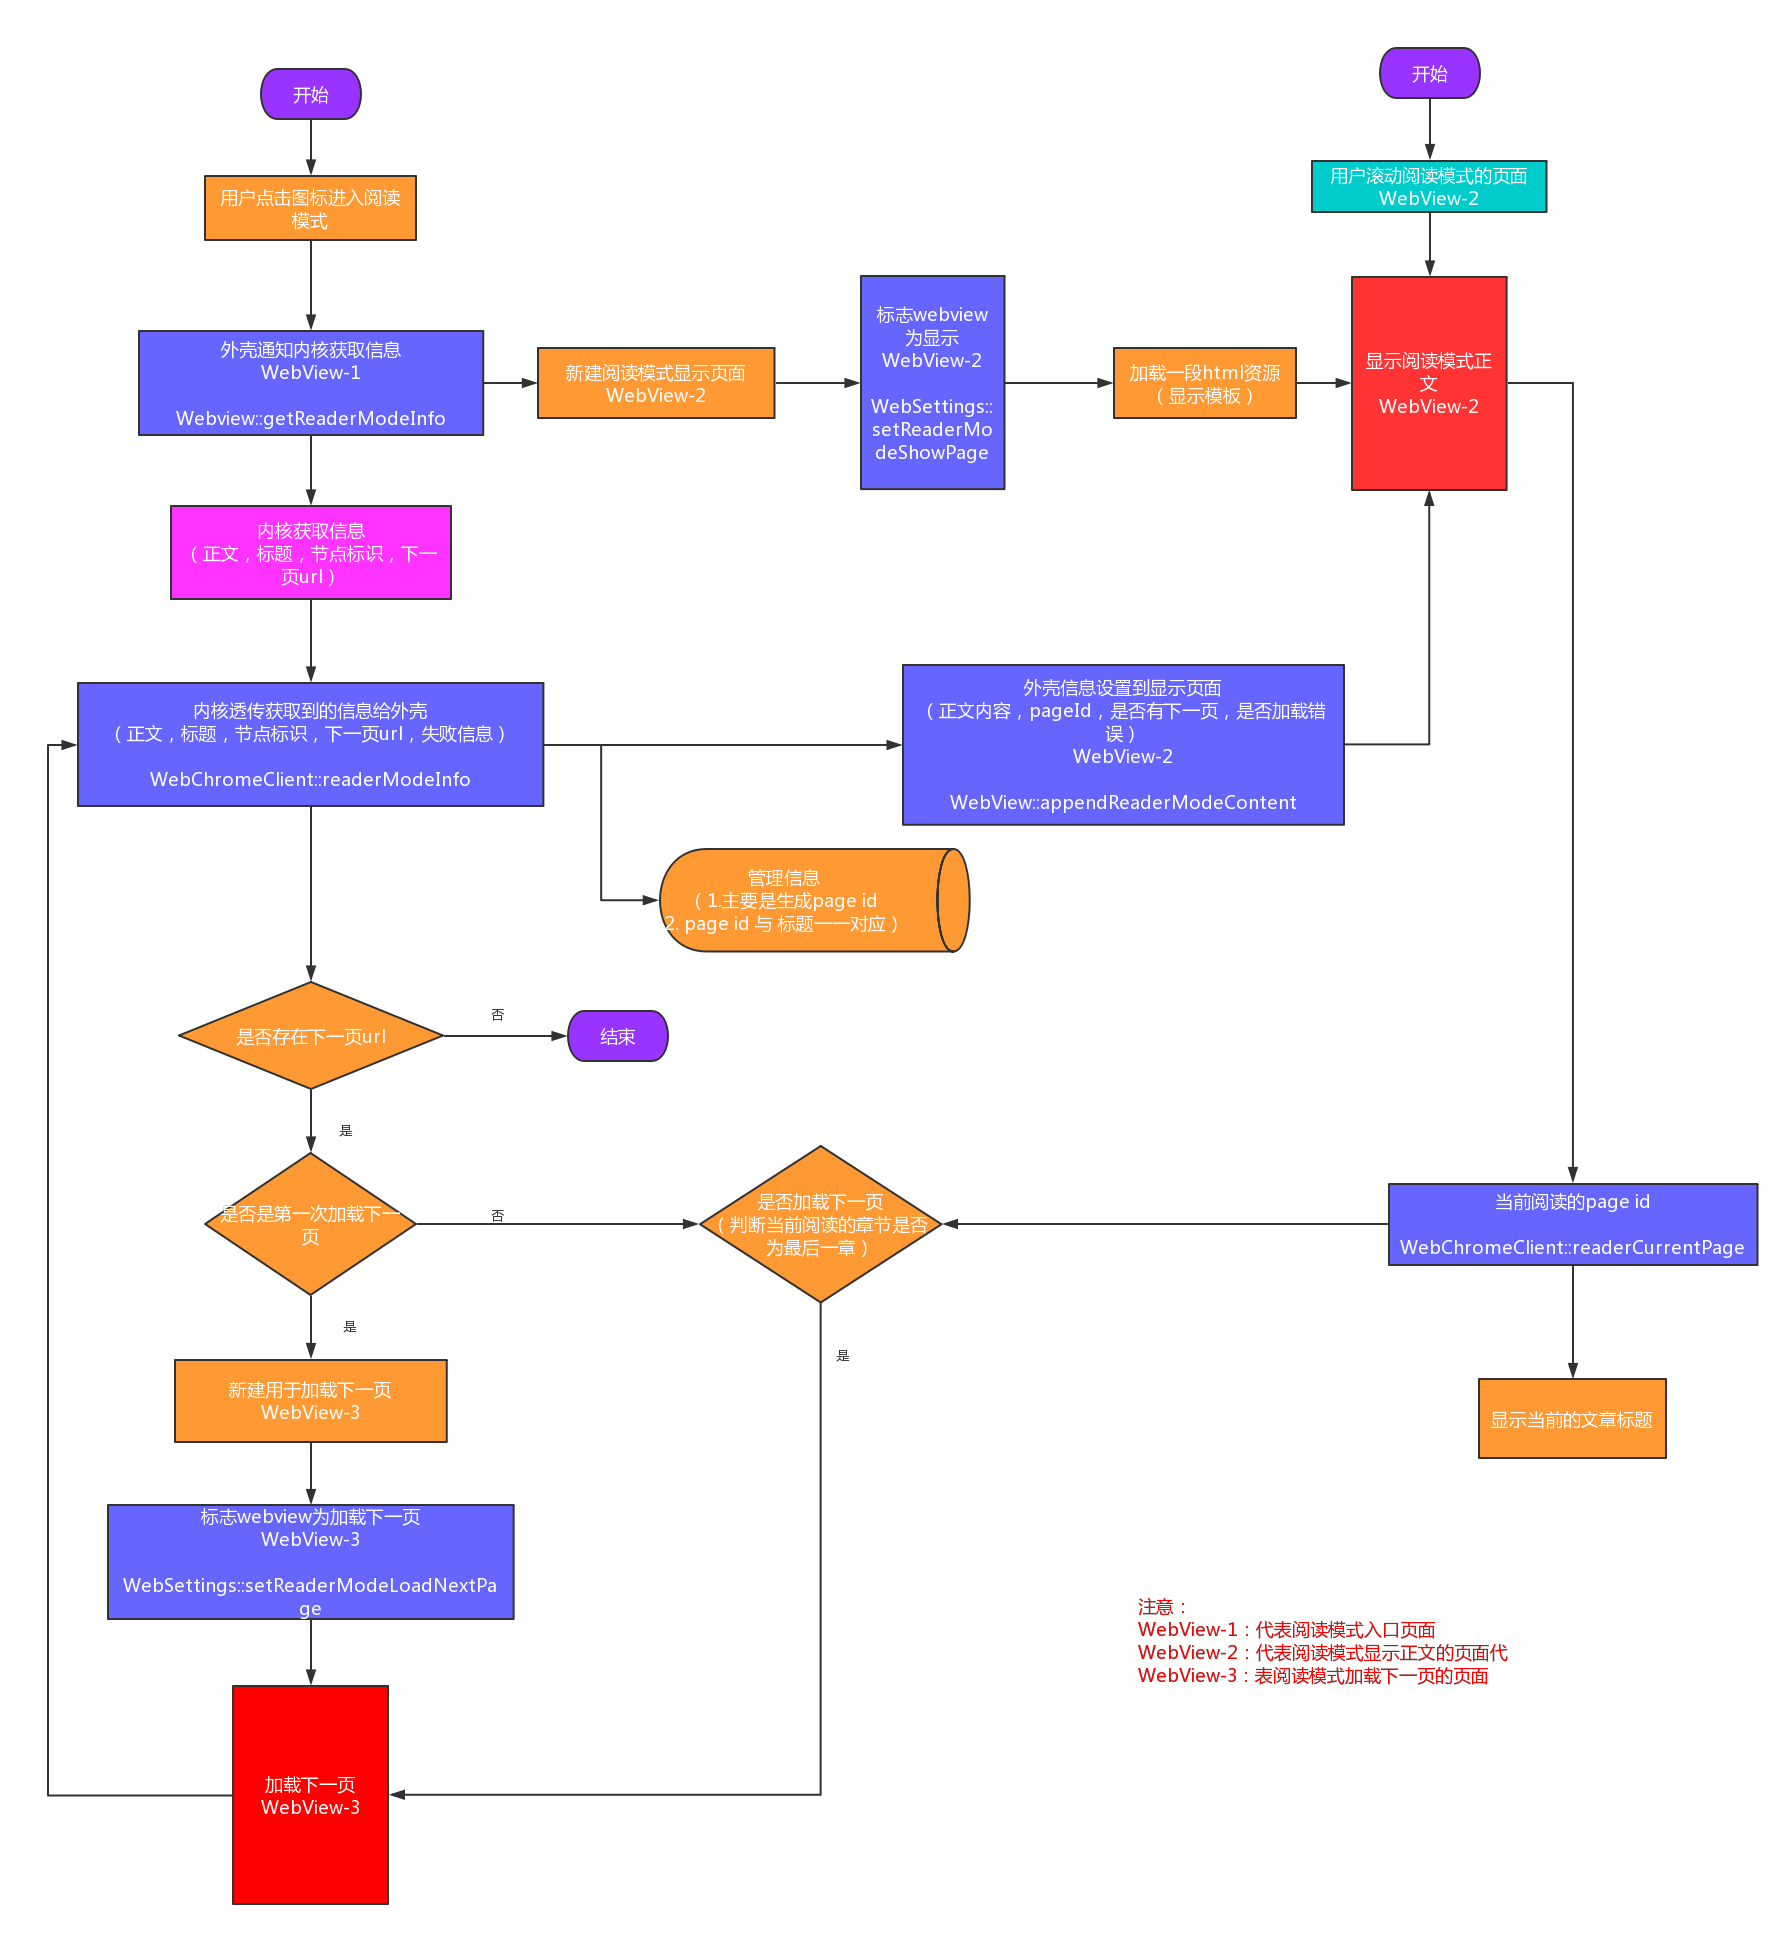 开始
用户点击图标进入阅读
模式
外壳通知内核获取信息
WebView-1
Webview::getReaderModeInfo
新建阅读模式显示页面
WebView-2
标志webview
为显示
WebView-2
WebSettings::
setReaderMo
deShowPage
加载一段html资源
（显示模板）
开始
用户滚动阅读模式的页面
WebView-2
显示阅读模式正
文
WebView-2
内核获取信息
（正文，标题，节点标识，下一
页url）
内核透传获取到的信息给外壳
（正文，标题，节点标识，下一页url，失败信息）
WebChromeClient::readerModeInfo
外壳信息设置到显示页面
（正文内容，pageId，是否有下一页，是否加载错
误）
WebView-2
WebView::appendReaderModeContent
管理信息
（1.主要是生成page id
2. page id 与 标题一一对应）
是否存在下一页url
否
结束
是
是否是第一次加载下一
页
否
是否加载下一页
（判断当前阅读的章节是否
为最后一章）
当前阅读的page id
WebChromeClient::readerCurrentPage
是
是
新建用于加载下一页
WebView-3
显示当前的文章标题
标志webview为加载下一页
WebView-3
WebSettings::setReaderModeLoadNextPa
ge
加载下一页
WebView-3
注意：
WebView-1：代表阅读模式入口页面
WebView-2：代表阅读模式显示正文的页面代
WebView-3：表阅读模式加载下一页的页面